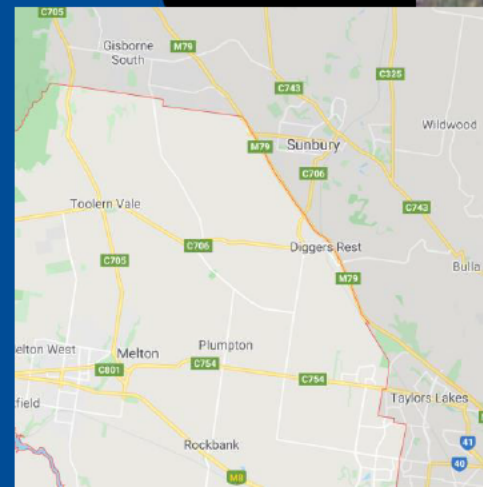 C705
Gisborne
South
M79
C325
C743
Wildwood
M79
Sunbury
C706
Toolern Vale
C743
C706
Diggers Rest
C705
Bulla
M79
elton West
Melton
Plumpton
C801
C754
C754
Taylors Lakes
field
Rockbank
41
40
M8